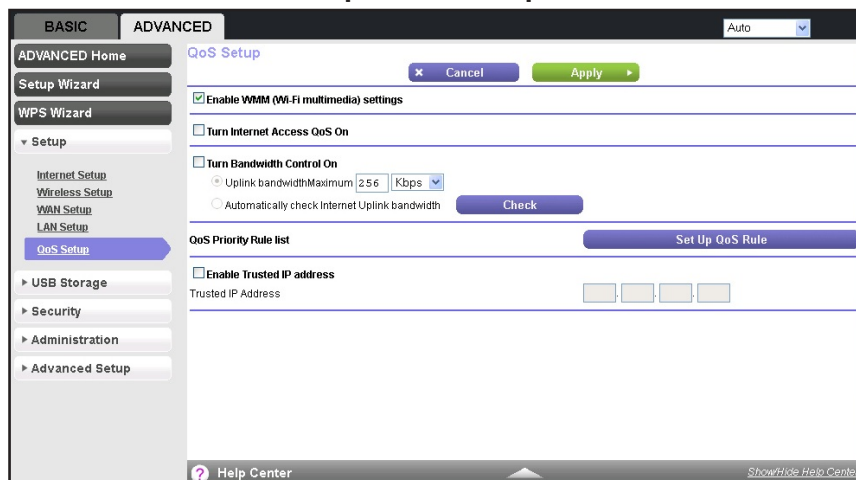 BASIC ADVANCED Auto
ADVANCED Home
Setup Wizard
WPS Wizard
Setup
Internet Setup
Wireless Setup
WAN Setup
LAN Setup
QoS Setup
USB Storage
Security
Administration
Advanced Setup
QoS Setup
Cancel Apply
Enable WMM (Wi-Fi multimedia) settings
Turn Internet Access QoS On
Turn Bandwidth Control On
Uplink bandwidthMaximum 256 Kbps
Automatically check Internet Uplink bandwidth Check
QoS Priority Rule list Set Up QoS Rule
Enable Trusted IP address
Trusted IP Address . . .
? Help Center Show/Hide Help Center